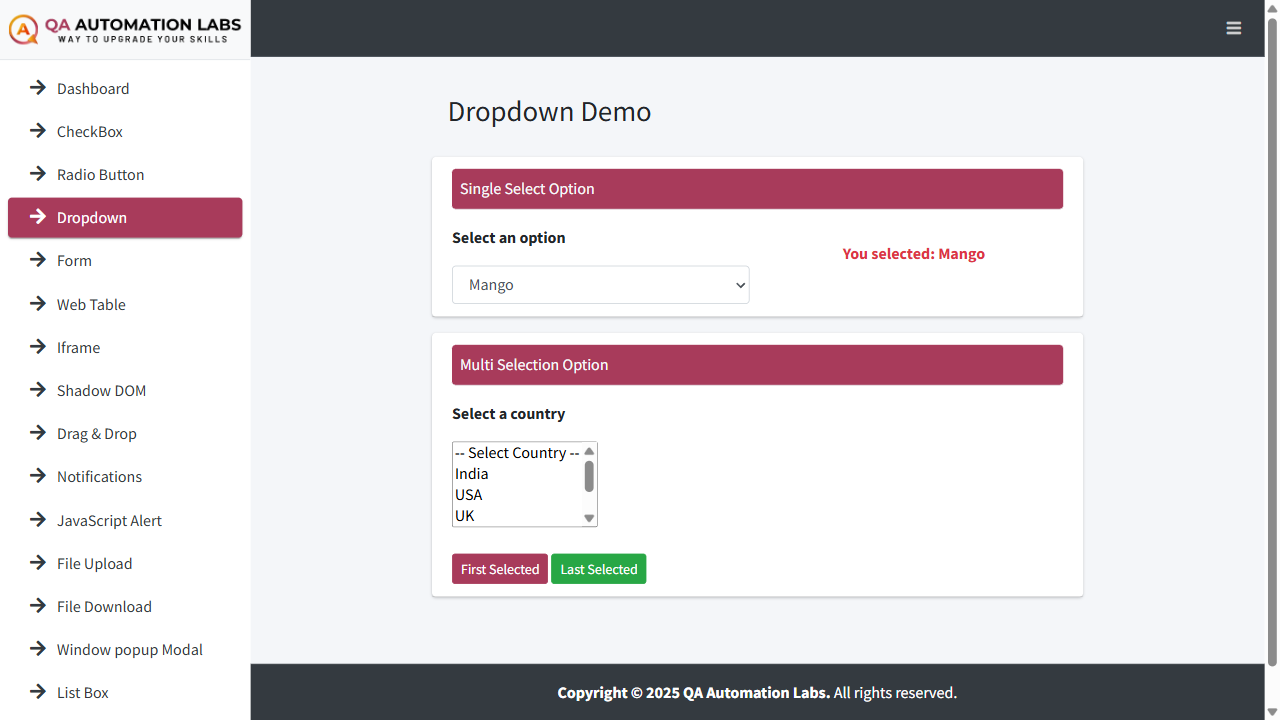 QA AUTOMATION LABS
WAY TO UPGRADE YOUR SKILLS
Dashboard
CheckBox
Radio Button
Dropdown
Form
Web Table
Iframe
Shadow DOM
Drag & Drop
Notifications
JavaScript Alert
File Upload
File Download
Window popup Modal
List Box
Dropdown Demo
Single Select Option
Select an option
You selected: Mango
Mango
Multi Selection Option
Select a country
-- Select Country --
India
USA
UK
First Selected Last Selected
Copyright © 2025 QA Automation Labs. All rights reserved.